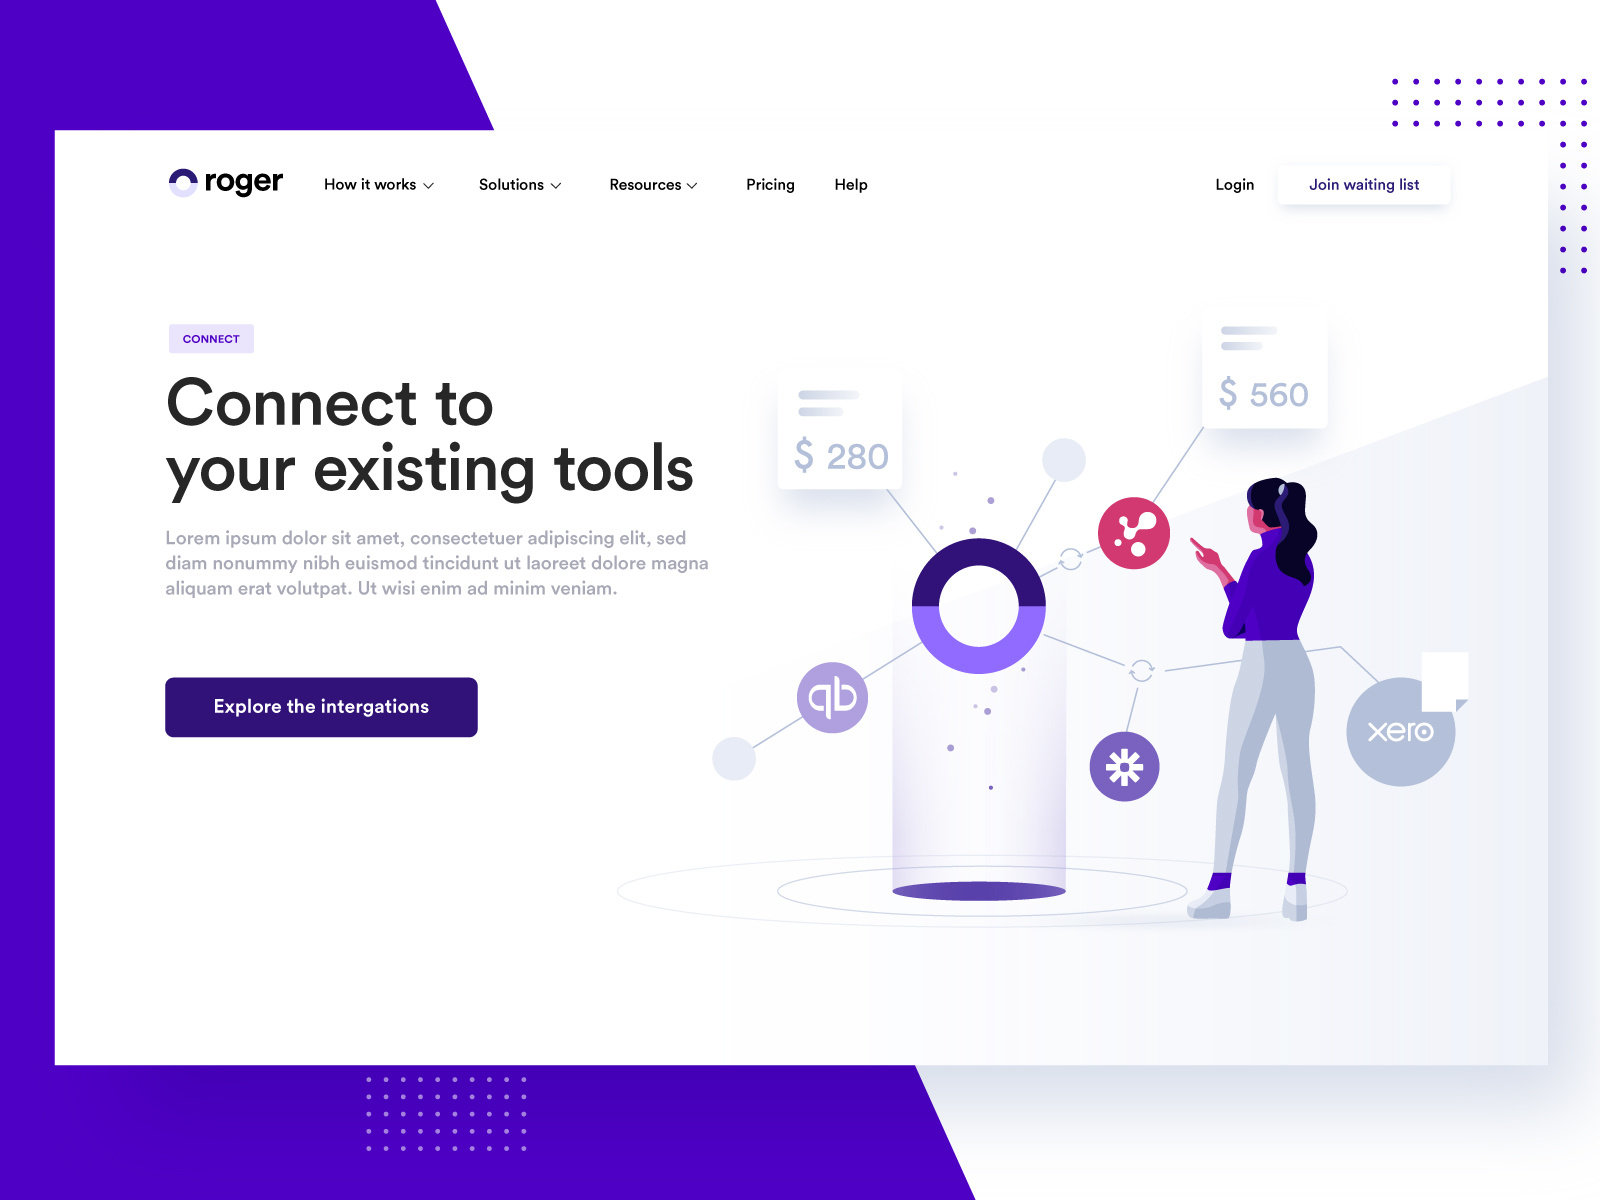 roger
How it works
Solutions
Resources
Pricing
Help
Login
Join waiting list
CONNECT
Connect to
your existing tools
Lorem ipsum dolor sit amet, consectetuer adipiscing elit, sed
diam nonummy nibh euismod tincidunt ut laoreet dolore magna
aliquam erat volutpat. Ut wisi enim ad minim veniam.
Explore the intergations
$ 280
$ 560
qb
xero